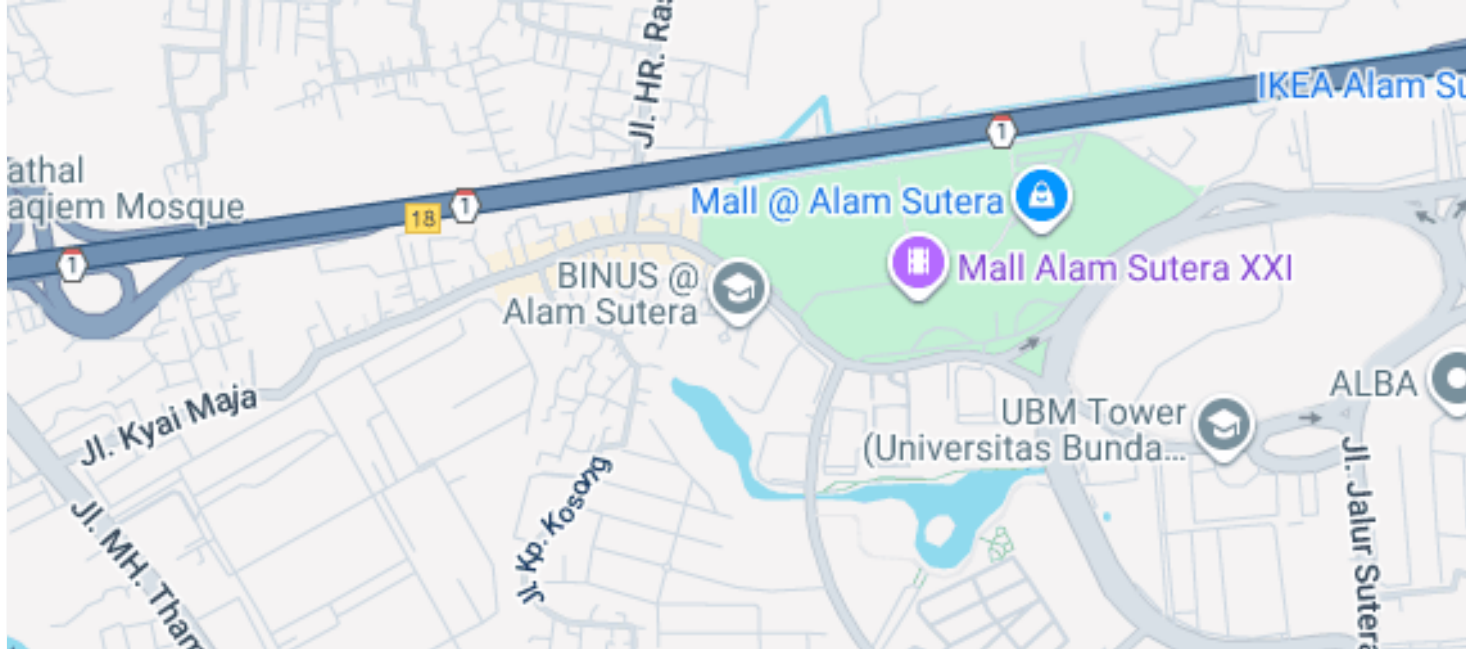 Jl. HR. Ras
IKEA Alam Su
1
athal
aqiem Mosque
Mall @ Alam Sutera
18
1
1
Mall Alam Sutera XXI
BINUS @
Alam Sutera
ALBA
Jl. Kyai Maja
UBM Tower
(Universitas Bunda...
Jl. Kp. Kosong
Jl. Jalur Sutera
Jl. MH. Tham